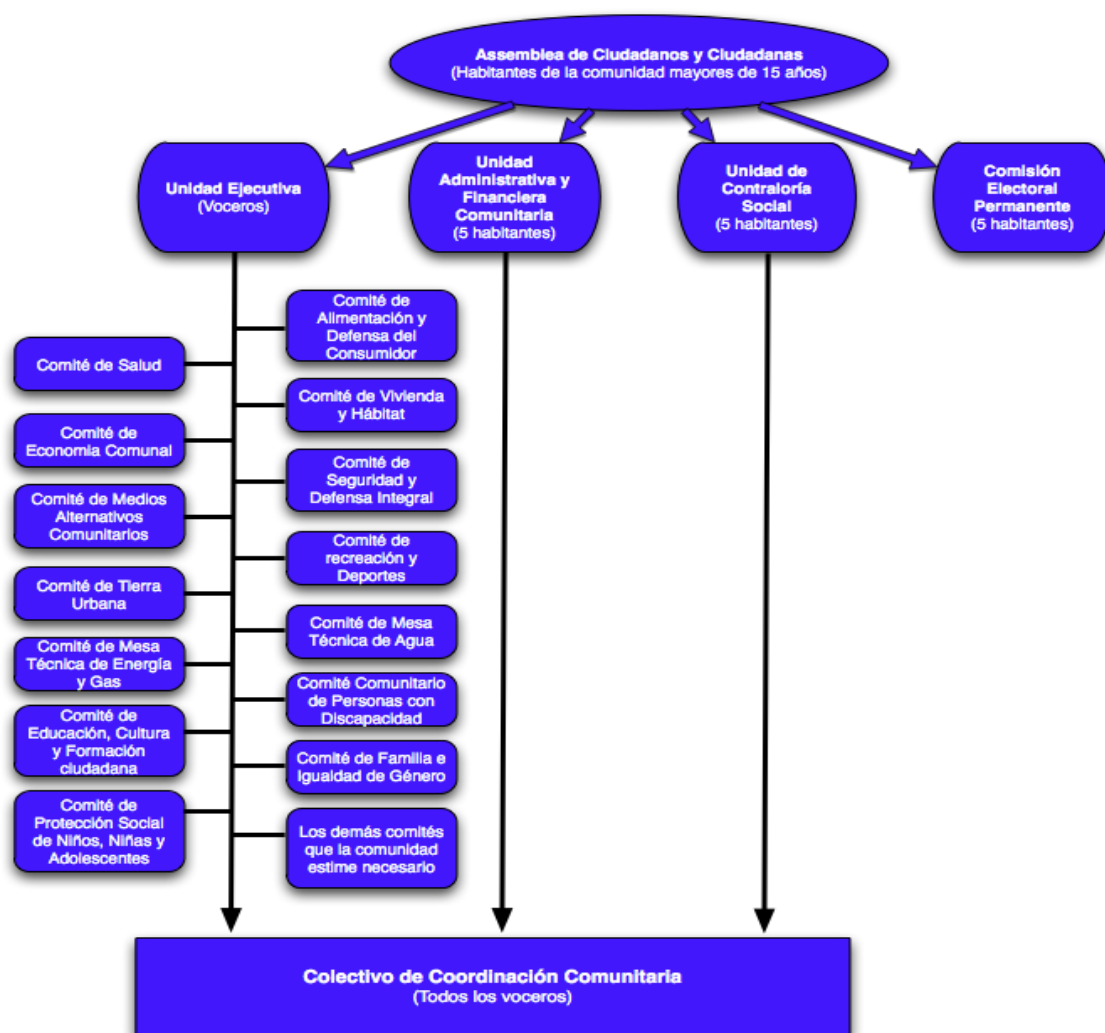 Assemblea de Ciudadanos y Ciudadanas
(Habitantes de la comunidad mayores de 15 años)
Unidad Ejecutiva
(Voceros)
Unidad
Administrativa y
Financiera
Comunitaria
(5 habitantes)
Unidad de
Contraloría
Social
(5 habitantes)
Comisión
Electoral
Permanente
(5 habitantes)
Comité de Salud
Comité de
Economia Comunal
Comité de Medios
Alternativos
Comunitarios
Comité de Tierra
Urbana
Comité de Mesa
Técnica de Energía
y Gas
Comité de
Educación, Cultura
y Formación
ciudadana
Comité de
Protección Social
de Niños, Niñas y
Adolescentes
Comité de
Alimentación y
Defensa del
Consumidor
Comité de Vivienda
y Hábitat
Comité de
Seguridad y
Defensa Integral
Comité de
recreación y
Deportes
Comité de Mesa
Técnica de Agua
Comité Comunitario
de Personas con
Discapacidad
Comité de Familia e
Igualdad de Género
Los demás comités
que la comunidad
estime necesario
Colectivo de Coordinación Comunitaria
(Todos los voceros)